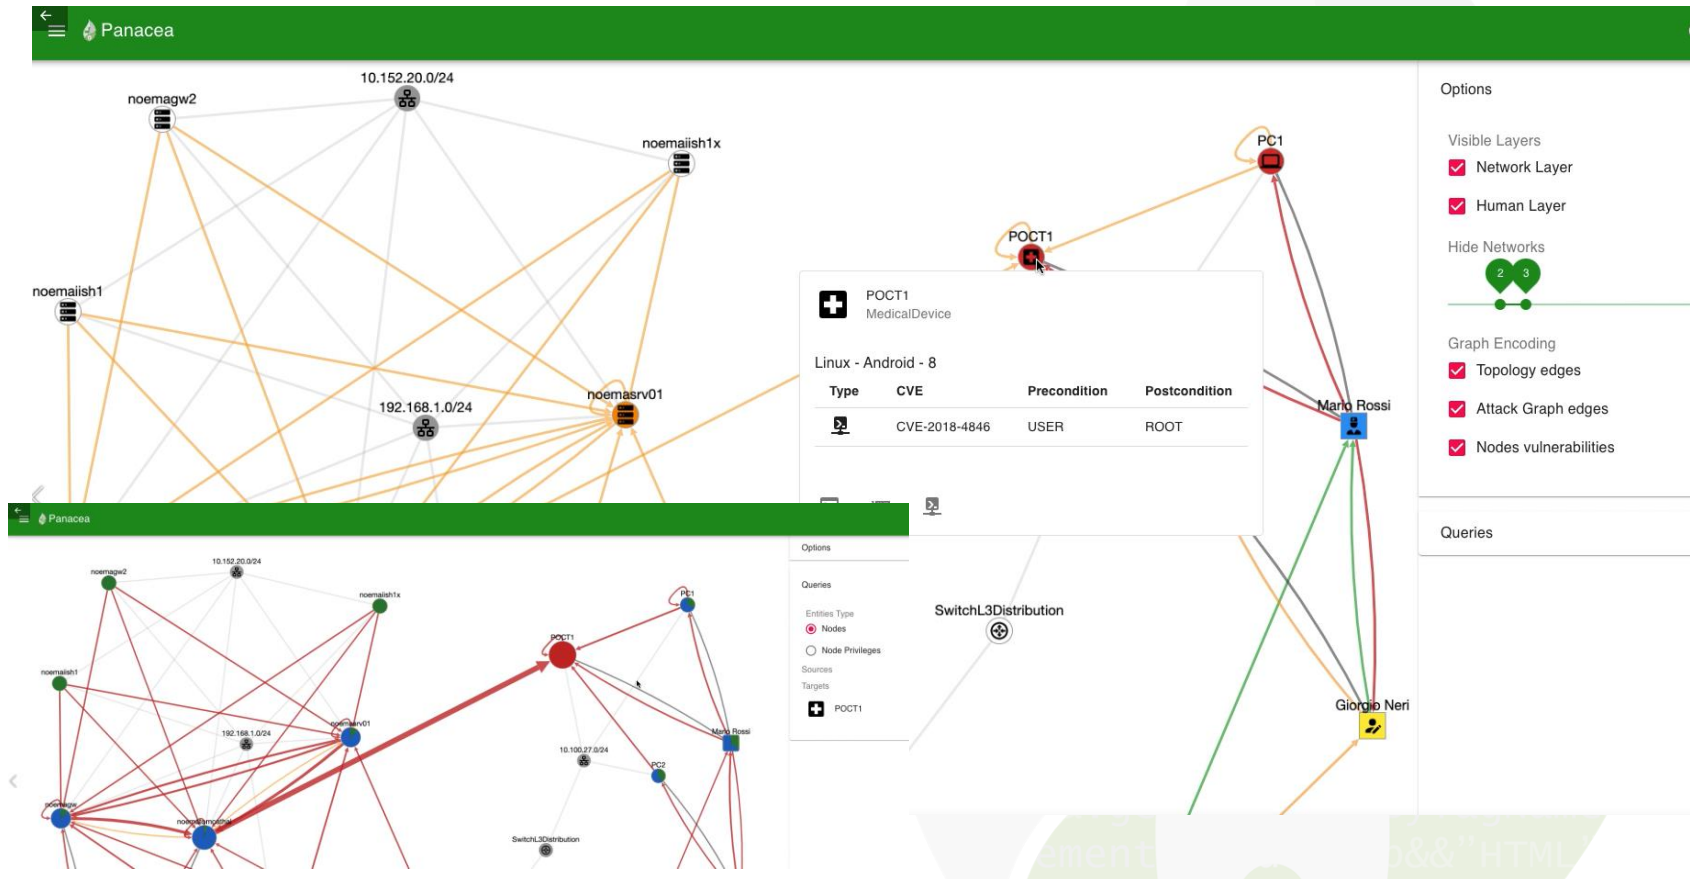 Panacea
10.152.20.0/24
noemagw2
noemaiish1x
noemaiish1
192.168.1.0/24
noemasrv01
PC1
POCT1
POCT1
MedicalDevice
Linux - Android - 8
Type CVE Precondition Postcondition
CVE-2018-4846 USER ROOT
Mario Rossi
SwitchL3Distribution
Giorgio Neri
Options
Visible Layers
Network Layer
Human Layer
Hide Networks
2 3
Graph Encoding
Topology edges
Attack Graph edges
Nodes vulnerabilities
Queries
Panacea
10.152.20.0/24
noemagw2
noemaiish1x
noemaiish1
192.168.1.0/24
noemasrv01
noemagw
PC1
POCT1
10.100.27.0/24
Mario Rossi
PC2
SwitchL3Distribution
Options
Queries
Entities Type
Nodes
Node Privileges
Sources
Targets
POCT1
&&"HTML"